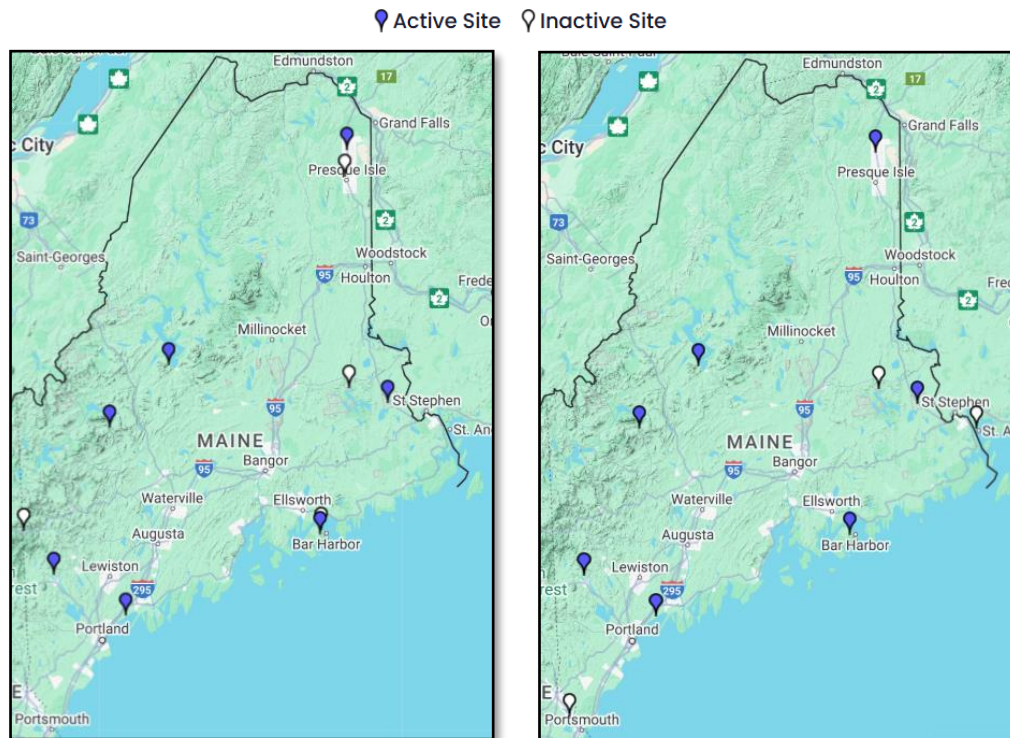 Active Site Inactive Site
Edmundston
17
2
Grand Falls
c City
Presque Isle
73
2
Saint-Georges
Woodstock
95
Houlton
Frede
2
Millinocket
95
St Stephen
MAINE
St. An
95
Bangor
Waterville
Ellsworth
Augusta
Bar Harbor
Lewiston
rest
295
Portland
E
Portsmouth
Edmundston
17
2
Grand Falls
c City
Presque Isle
73
2
Saint-Georges
Woodstock
95
Houlton
Fred
2
Millinocket
95
St Stephen
MAINE
St. A
95
Bangor
Waterville
Ellsworth
Augusta
Bar Harbor
Lewiston
rest
295
Portland
E
Portsmouth